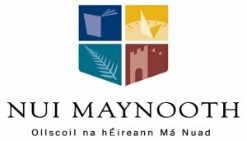 NUI MAYNOOTH
Ollscoil na hÉireann Má Nuad